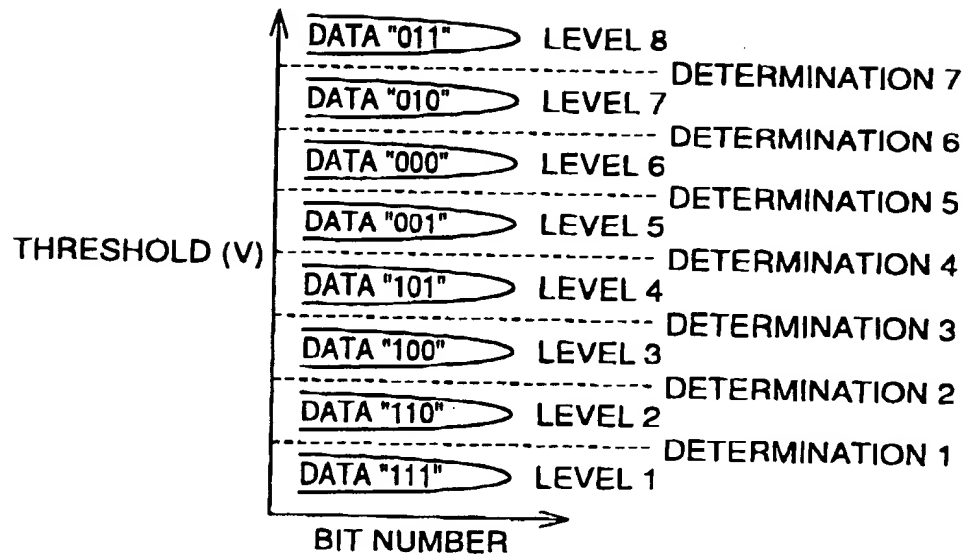 DATA "011" LEVEL 8
DETERMINATION 7
DATA "010" LEVEL 7
DETERMINATION 6
DATA "000" LEVEL 6
DETERMINATION 5
DATA "001" LEVEL 5
THRESHOLD (V)
DETERMINATION 4
DATA "101" LEVEL 4
DETERMINATION 3
DATA "100" LEVEL 3
DETERMINATION 2
DATA "110" LEVEL 2
DETERMINATION 1
DATA "111" LEVEL 1
BIT NUMBER